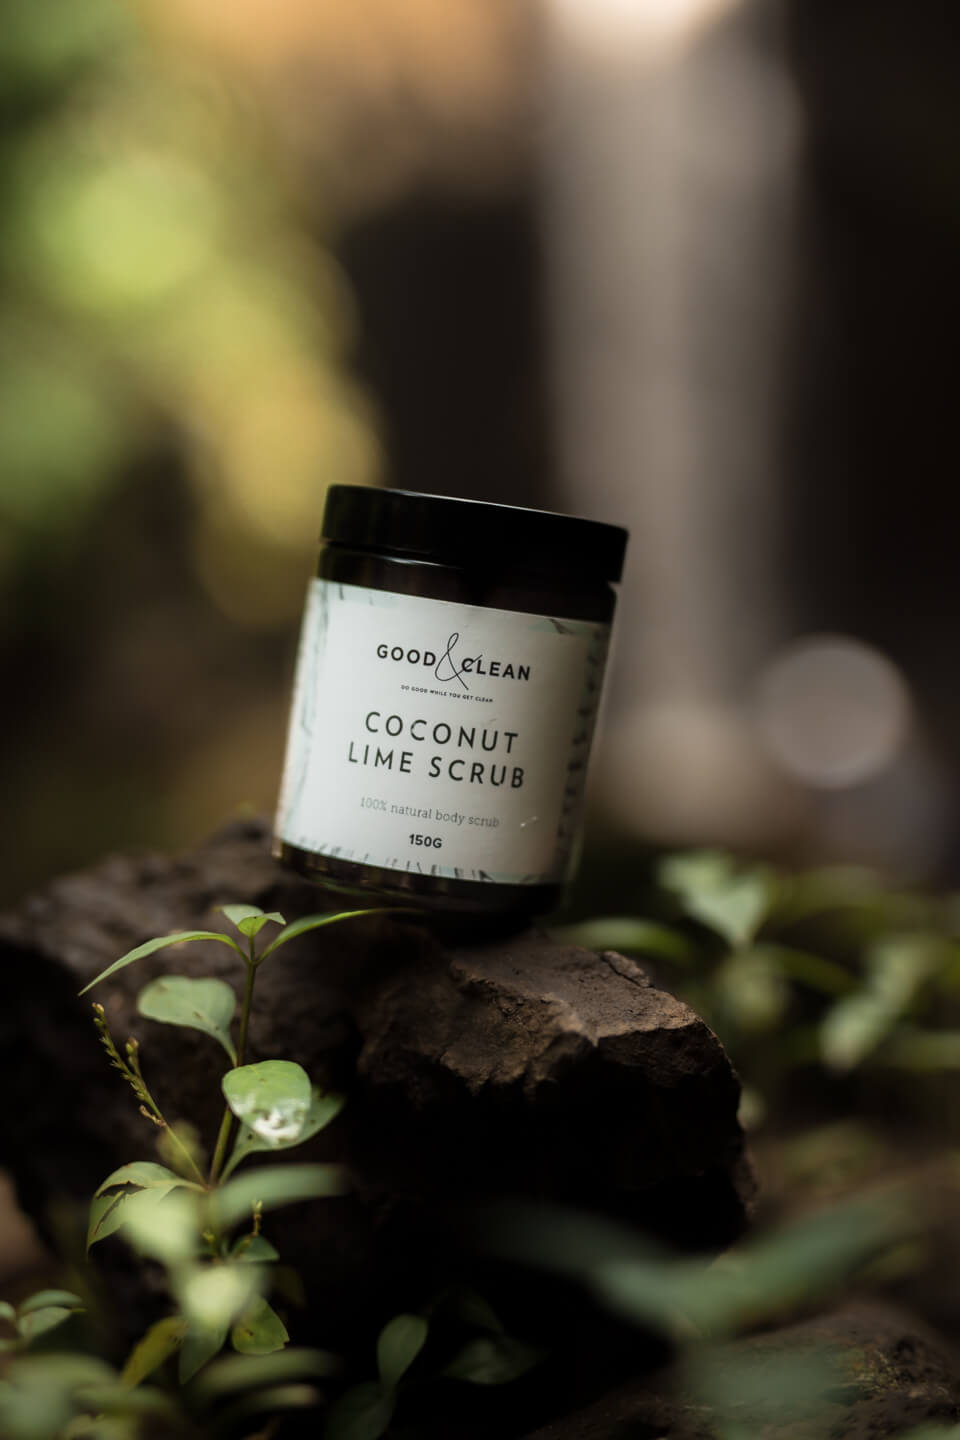 GOOD & CLEAN
DO GOOD WHILE YOU GET CLEAN
COCONUT
LIME SCRUB
100% natural body scrub
150G